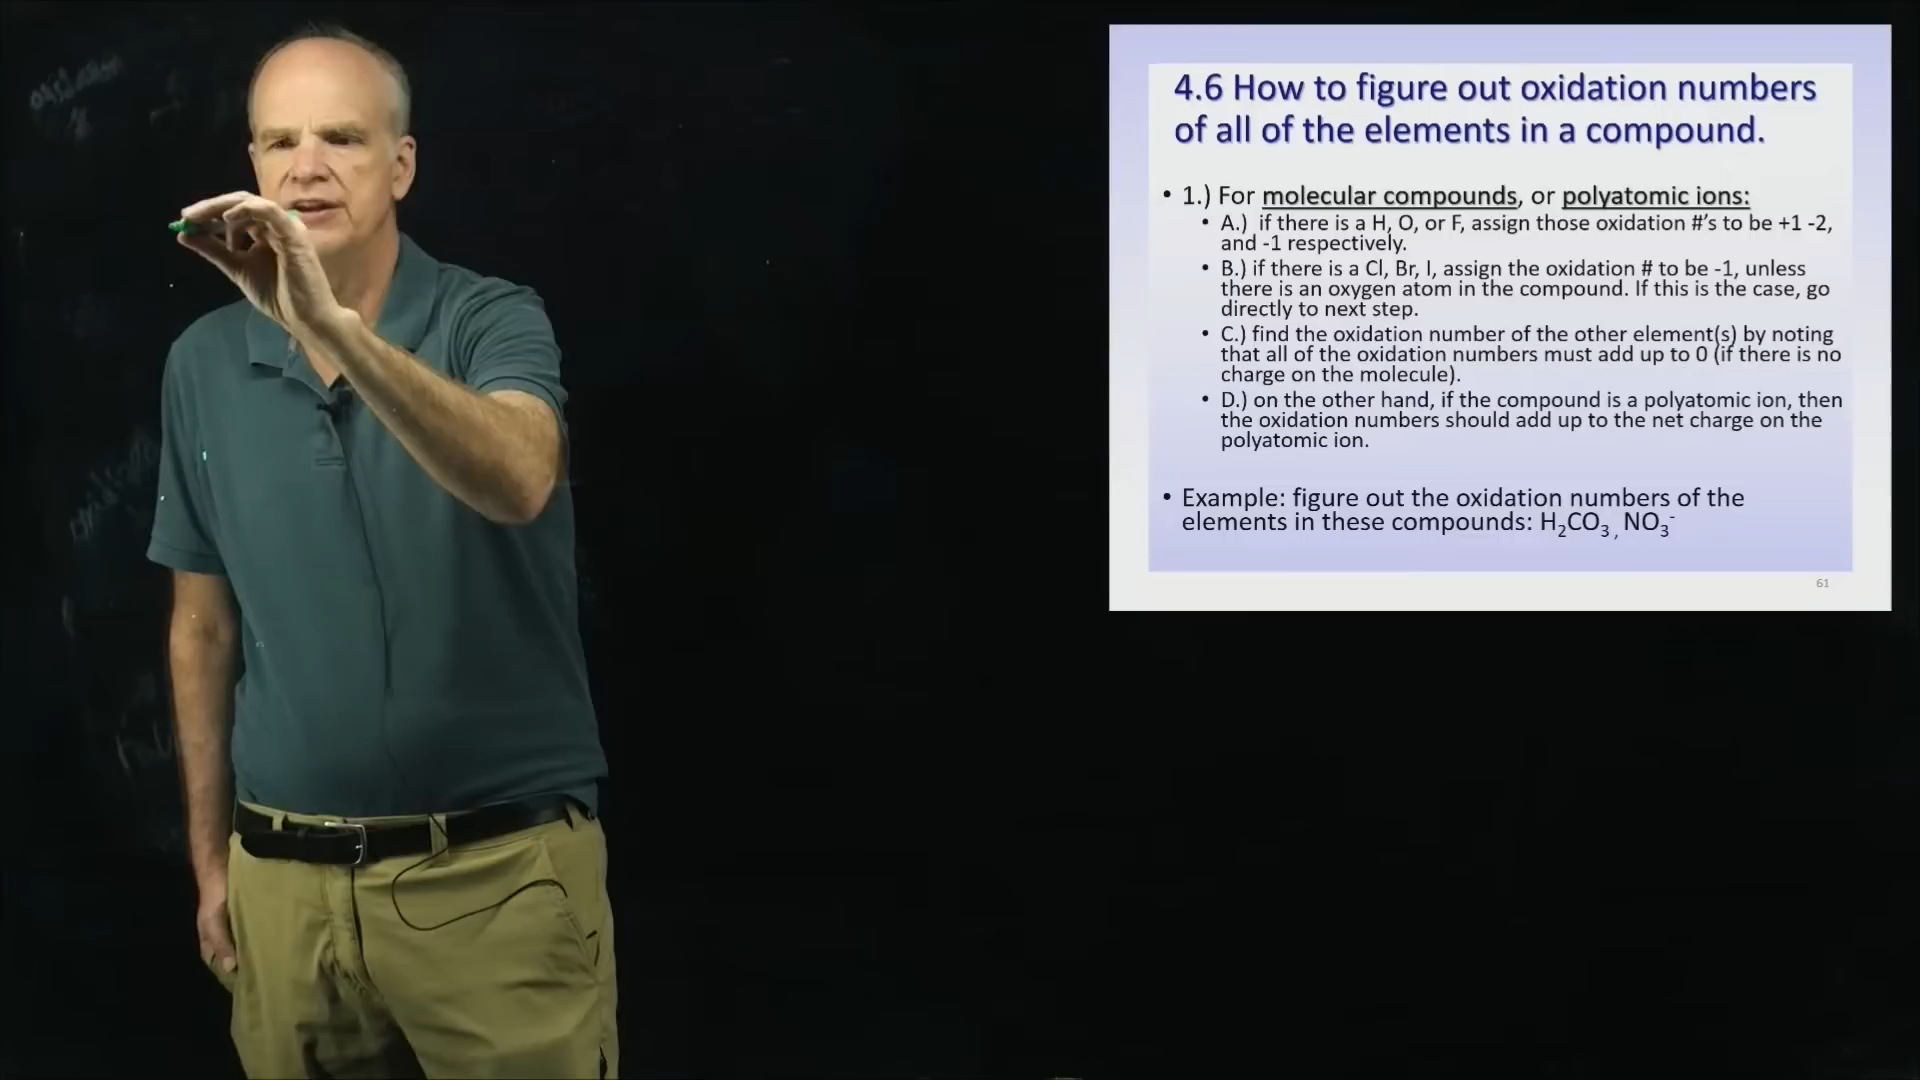 4.6 How to figure out oxidation numbers
of all of the elements in a compound.
• 1.) For molecular compounds, or polyatomic ions:
• A.) if there is a H, O, or F, assign those oxidation #'s to be +1 -2,
and -1 respectively.
• B.) if there is a Cl, Br, I, assign the oxidation # to be -1, unless
there is an oxygen atom in the compound. If this is the case, go
directly to next step.
• C.) find the oxidation number of the other element(s) by noting
that all of the oxidation numbers must add up to 0 (if there is no
charge on the molecule).
• D.) on the other hand, if the compound is a polyatomic ion, then
the oxidation numbers should add up to the net charge on the
polyatomic ion.
• Example: figure out the oxidation numbers of the
elements in these compounds: H₂CO₃ , NO₃⁻
61
oxidation
#